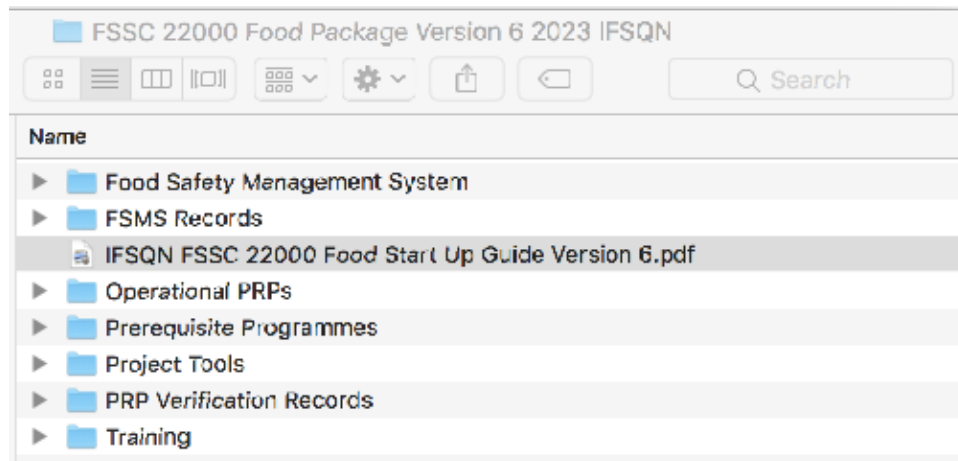 FSSC 22000 Food Package Version 6 2023 IFSQN
Search
Name
Food Safety Management System
FSMS Records
IFSQN FSSC 22000 Food Start Up Guide Version 6.pdf
Operational PRPs
Prerequisite Programmes
Project Tools
PRP Verification Records
Training